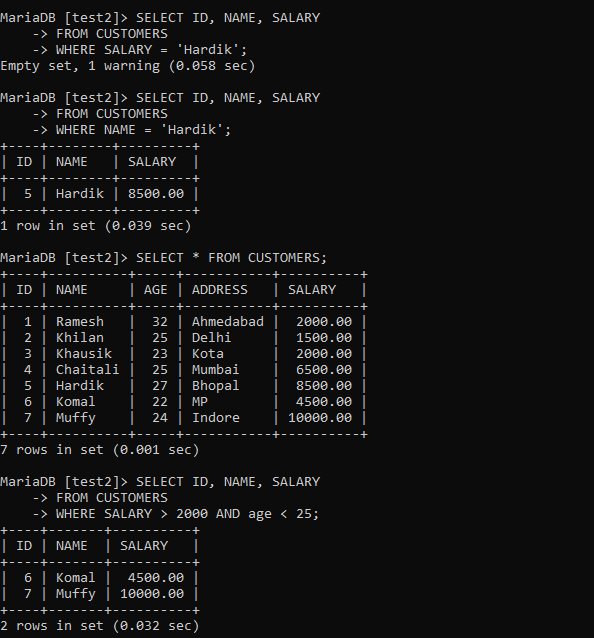 MariaDB [test2]> SELECT ID, NAME, SALARY
    -> FROM CUSTOMERS
    -> WHERE SALARY = 'Hardik';
Empty set, 1 warning (0.058 sec)

MariaDB [test2]> SELECT ID, NAME, SALARY
    -> FROM CUSTOMERS
    -> WHERE NAME = 'Hardik';
+----+--------+---------+
| ID | NAME   | SALARY  |
+----+--------+---------+
|  5 | Hardik | 8500.00 |
+----+--------+---------+
1 row in set (0.039 sec)

MariaDB [test2]> SELECT * FROM CUSTOMERS;
+----+----------+-----+-----------+----------+
| ID | NAME     | AGE | ADDRESS   | SALARY   |
+----+----------+-----+-----------+----------+
|  1 | Ramesh   |  32 | Ahmedabad |  2000.00 |
|  2 | Khilan   |  25 | Delhi     |  1500.00 |
|  3 | Khausik  |  23 | Kota      |  2000.00 |
|  4 | Chaitali |  25 | Mumbai    |  6500.00 |
|  5 | Hardik   |  27 | Bhopal    |  8500.00 |
|  6 | Komal    |  22 | MP        |  4500.00 |
|  7 | Muffy    |  24 | Indore    | 10000.00 |
+----+----------+-----+-----------+----------+
7 rows in set (0.001 sec)

MariaDB [test2]> SELECT ID, NAME, SALARY
    -> FROM CUSTOMERS
    -> WHERE SALARY > 2000 AND age < 25;
+----+-------+----------+
| ID | NAME  | SALARY   |
+----+-------+----------+
|  6 | Komal |  4500.00 |
|  7 | Muffy | 10000.00 |
+----+-------+----------+
2 rows in set (0.032 sec)